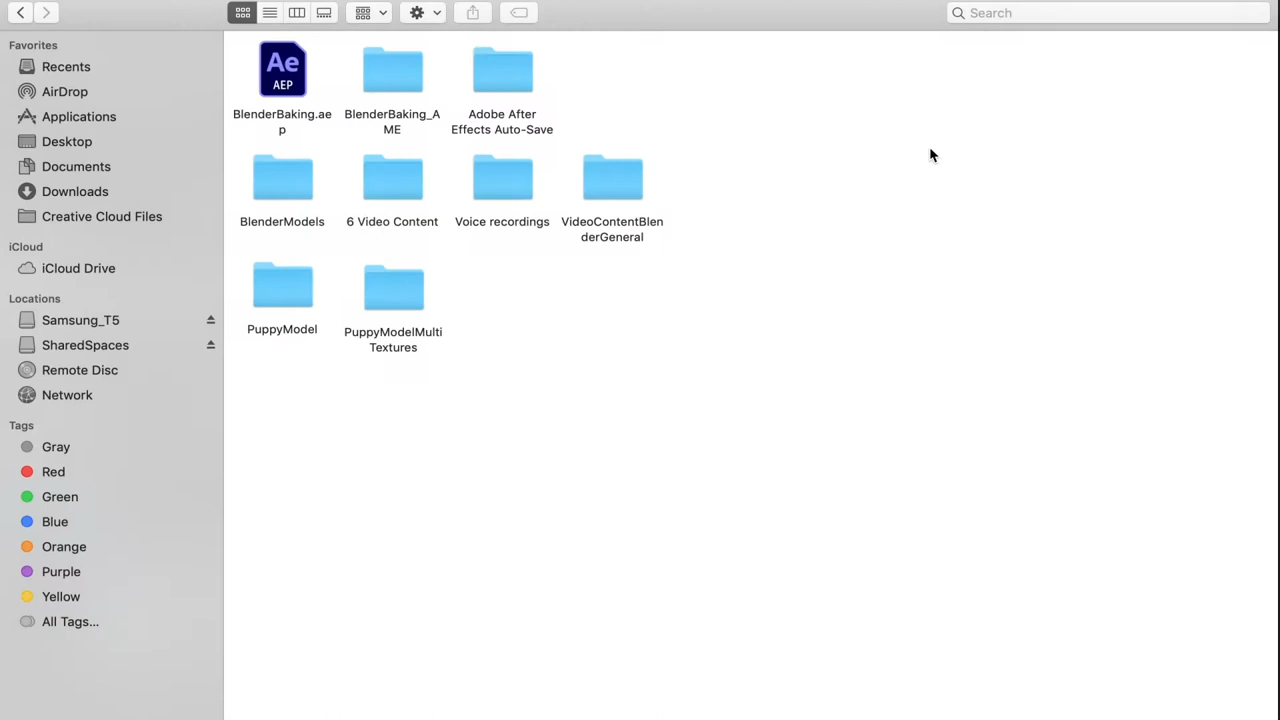 Search
Favorites
Recents
AirDrop
Applications
Desktop
Documents
Downloads
Creative Cloud Files
iCloud
iCloud Drive
Locations
Samsung_T5
SharedSpaces
Remote Disc
Network
Tags
Gray
Red
Green
Blue
Orange
Purple
Yellow
All Tags...
Ae
AEP
BlenderBaking.ae
p
BlenderBaking_A
ME
Adobe After
Effects Auto-Save
BlenderModels
6 Video Content
Voice recordings
VideoContentBlen
derGeneral
PuppyModel
PuppyModelMulti
Textures